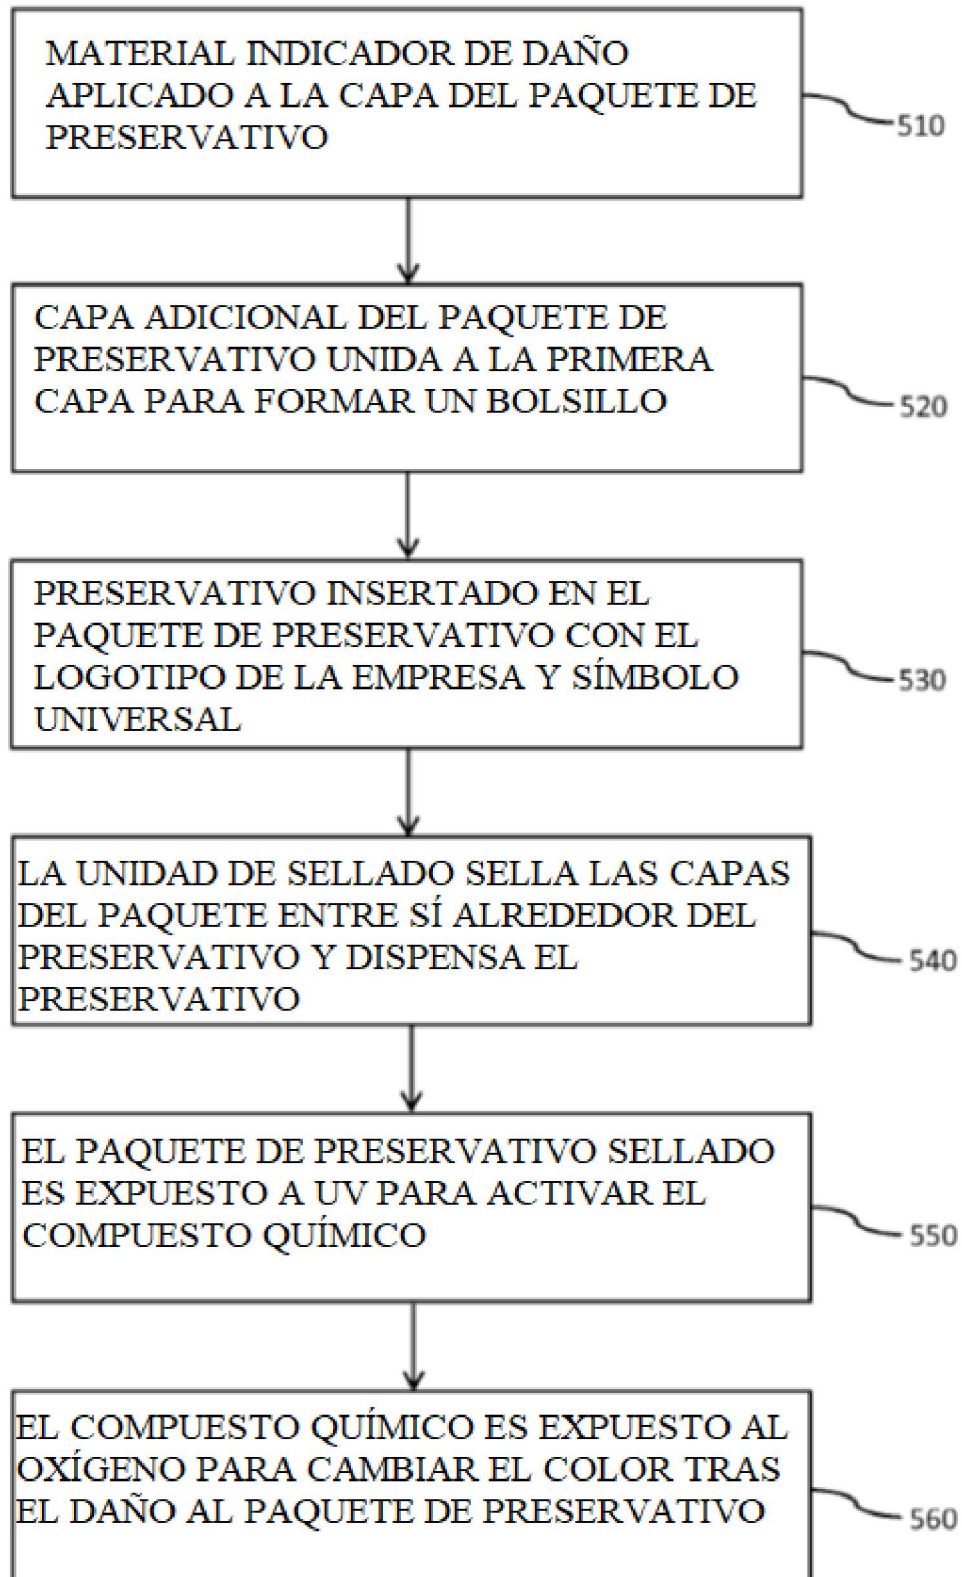 MATERIAL INDICADOR DE DAÑO
APLICADO A LA CAPA DEL PAQUETE DE
PRESERVATIVO
510
CAPA ADICIONAL DEL PAQUETE DE
PRESERVATIVO UNIDA A LA PRIMERA
CAPA PARA FORMAR UN BOLSILLO
520
PRESERVATIVO INSERTADO EN EL
PAQUETE DE PRESERVATIVO CON EL
LOGOTIPO DE LA EMPRESA Y SÍMBOLO
UNIVERSAL
530
LA UNIDAD DE SELLADO SELLA LAS CAPAS
DEL PAQUETE ENTRE SÍ ALREDEDOR DEL
PRESERVATIVO Y DISPENSA EL
PRESERVATIVO
540
EL PAQUETE DE PRESERVATIVO SELLADO
ES EXPUESTO A UV PARA ACTIVAR EL
COMPUESTO QUÍMICO
550
EL COMPUESTO QUÍMICO ES EXPUESTO AL
OXÍGENO PARA CAMBIAR EL COLOR TRAS
EL DAÑO AL PAQUETE DE PRESERVATIVO
560